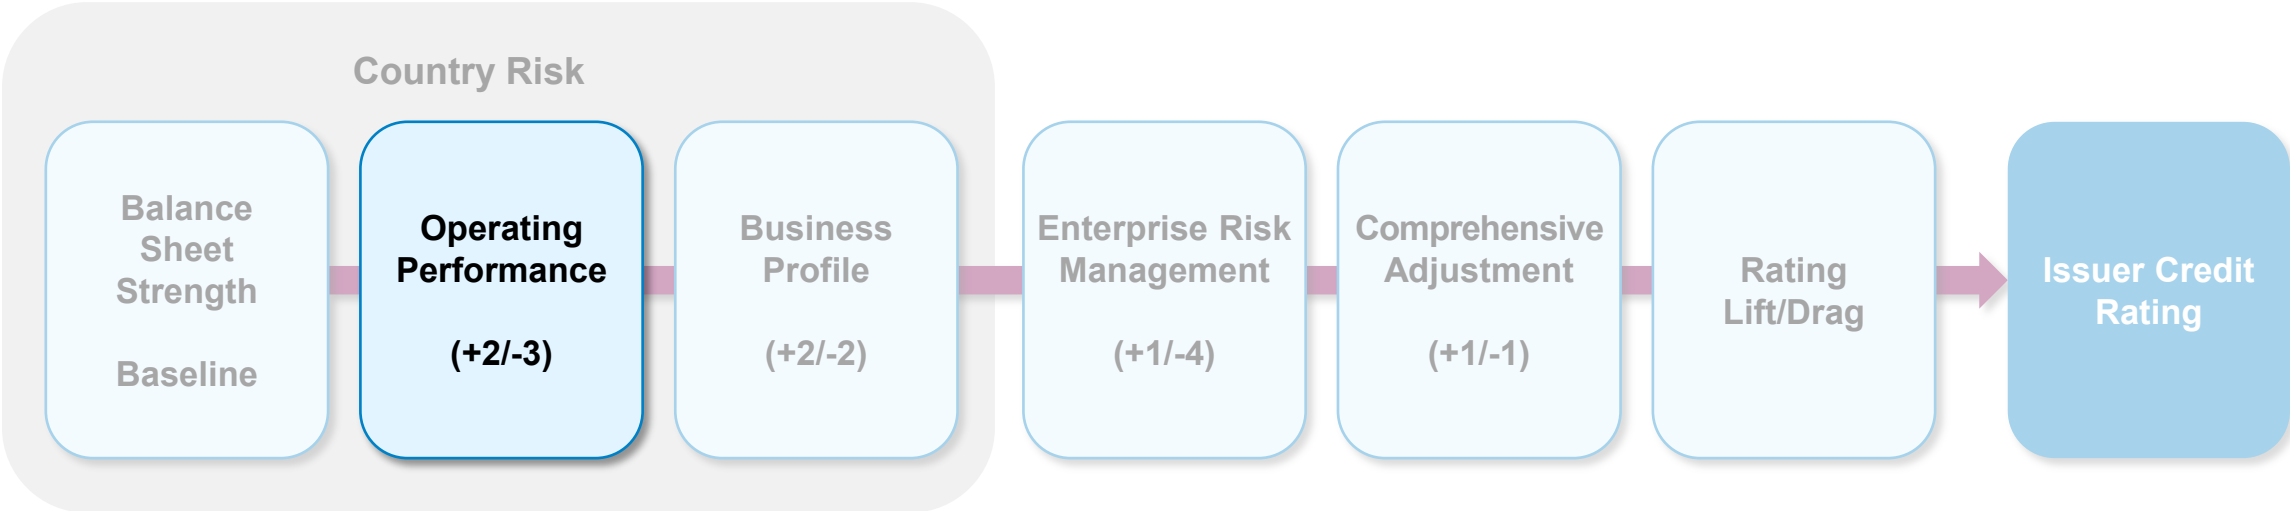 Country Risk
Balance
Sheet
Strength
Baseline
Operating
Performance
(+2/-3)
Business
Profile
(+2/-2)
Enterprise Risk
Management
(+1/-4)
Comprehensive
Adjustment
(+1/-1)
Rating
Lift/Drag
Issuer Credit
Rating